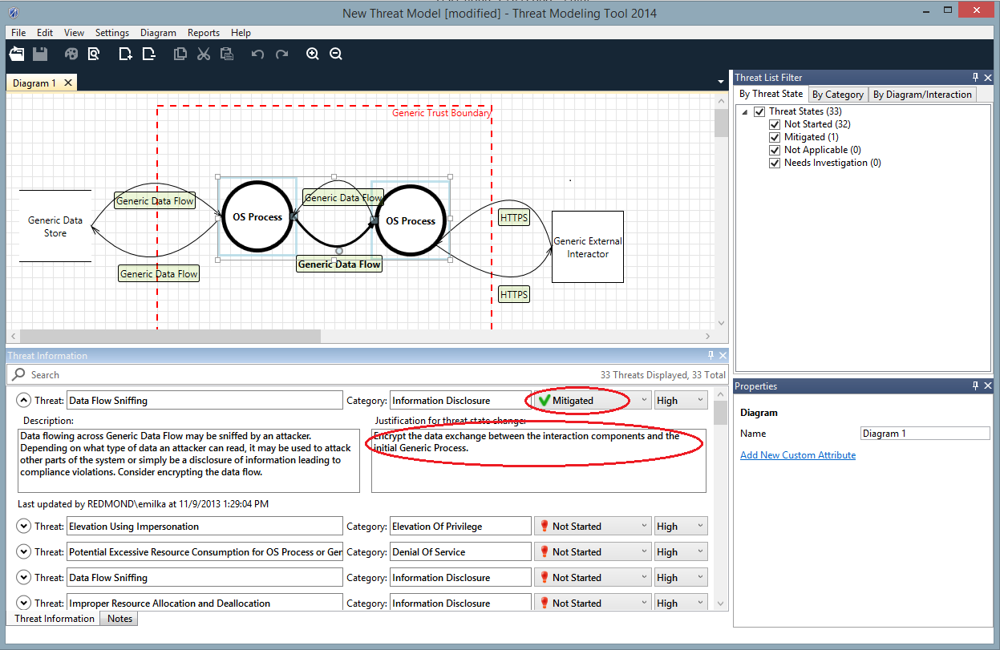 New Threat Model [modified] - Threat Modeling Tool 2014
File Edit View Settings Diagram Reports Help
Diagram 1
Generic Trust Boundary
Generic Data Flow
Generic Data Flow
HTTPS
Generic Data
Store
OS Process
OS Process
Generic External
Interactor
Generic Data Flow
Generic Data Flow
HTTPS
Threat List Filter
By Threat State By Category By Diagram/Interaction
Threat States (33)
Not Started (32)
Mitigated (1)
Not Applicable (0)
Needs Investigation (0)
Threat Information
Search 33 Threats Displayed, 33 Total
Threat: Data Flow Sniffing Category: Information Disclosure Mitigated High
Description: Justification for threat state change:
Data flowing across Generic Data Flow may be sniffed by an attacker.
Depending on what type of data an attacker can read, it may be used to attack
other parts of the system or simply be a disclosure of information leading to
compliance violations. Consider encrypting the data flow.
Encrypt the data exchange between the interaction components and the
initial Generic Process.
Last updated by REDMOND\emilka at 11/9/2013 1:29:04 PM
Threat: Elevation Using Impersonation Category: Elevation Of Privilege Not Started High
Threat: Potential Excessive Resource Consumption for OS Process or Ger Category: Denial Of Service Not Started High
Threat: Data Flow Sniffing Category: Information Disclosure Not Started High
Threat: Improper Resource Allocation and Deallocation Category: Information Disclosure Not Started High
Threat Information Notes
Properties
Diagram
Name Diagram 1
Add New Custom Attribute